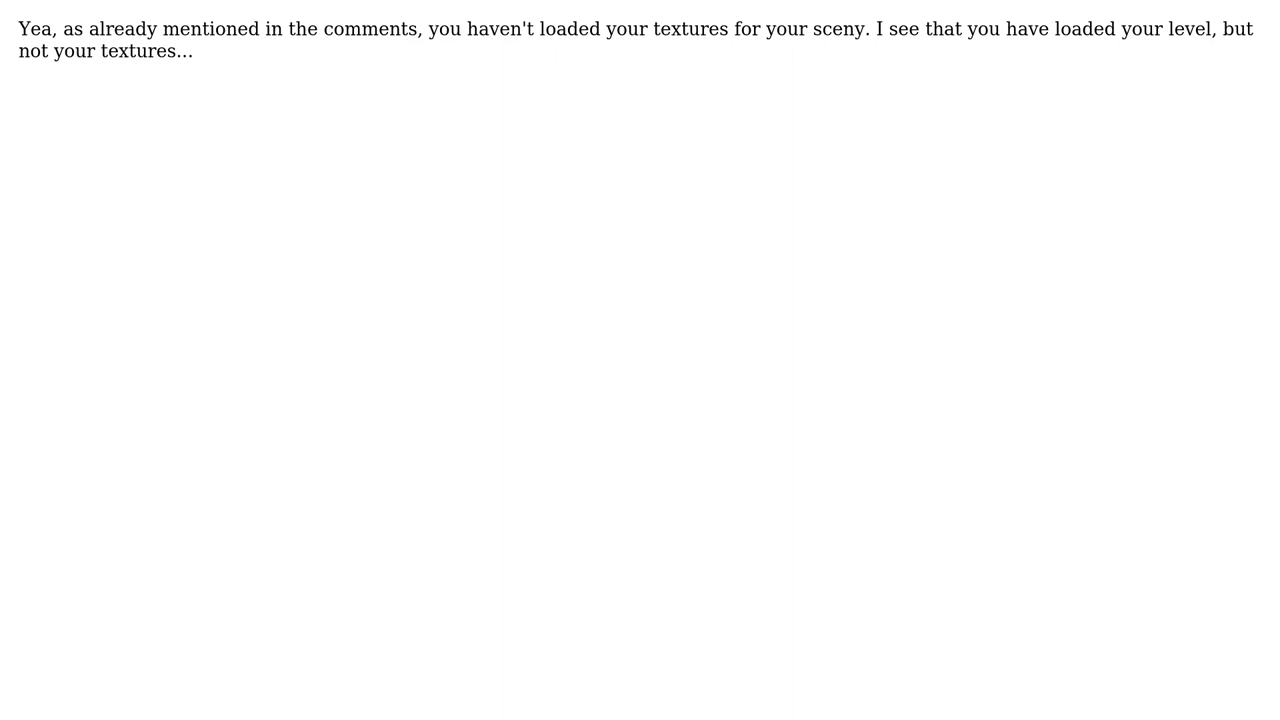 Yea, as already mentioned in the comments, you haven't loaded your textures for your sceny. I see that you have loaded your level, but
not your textures...